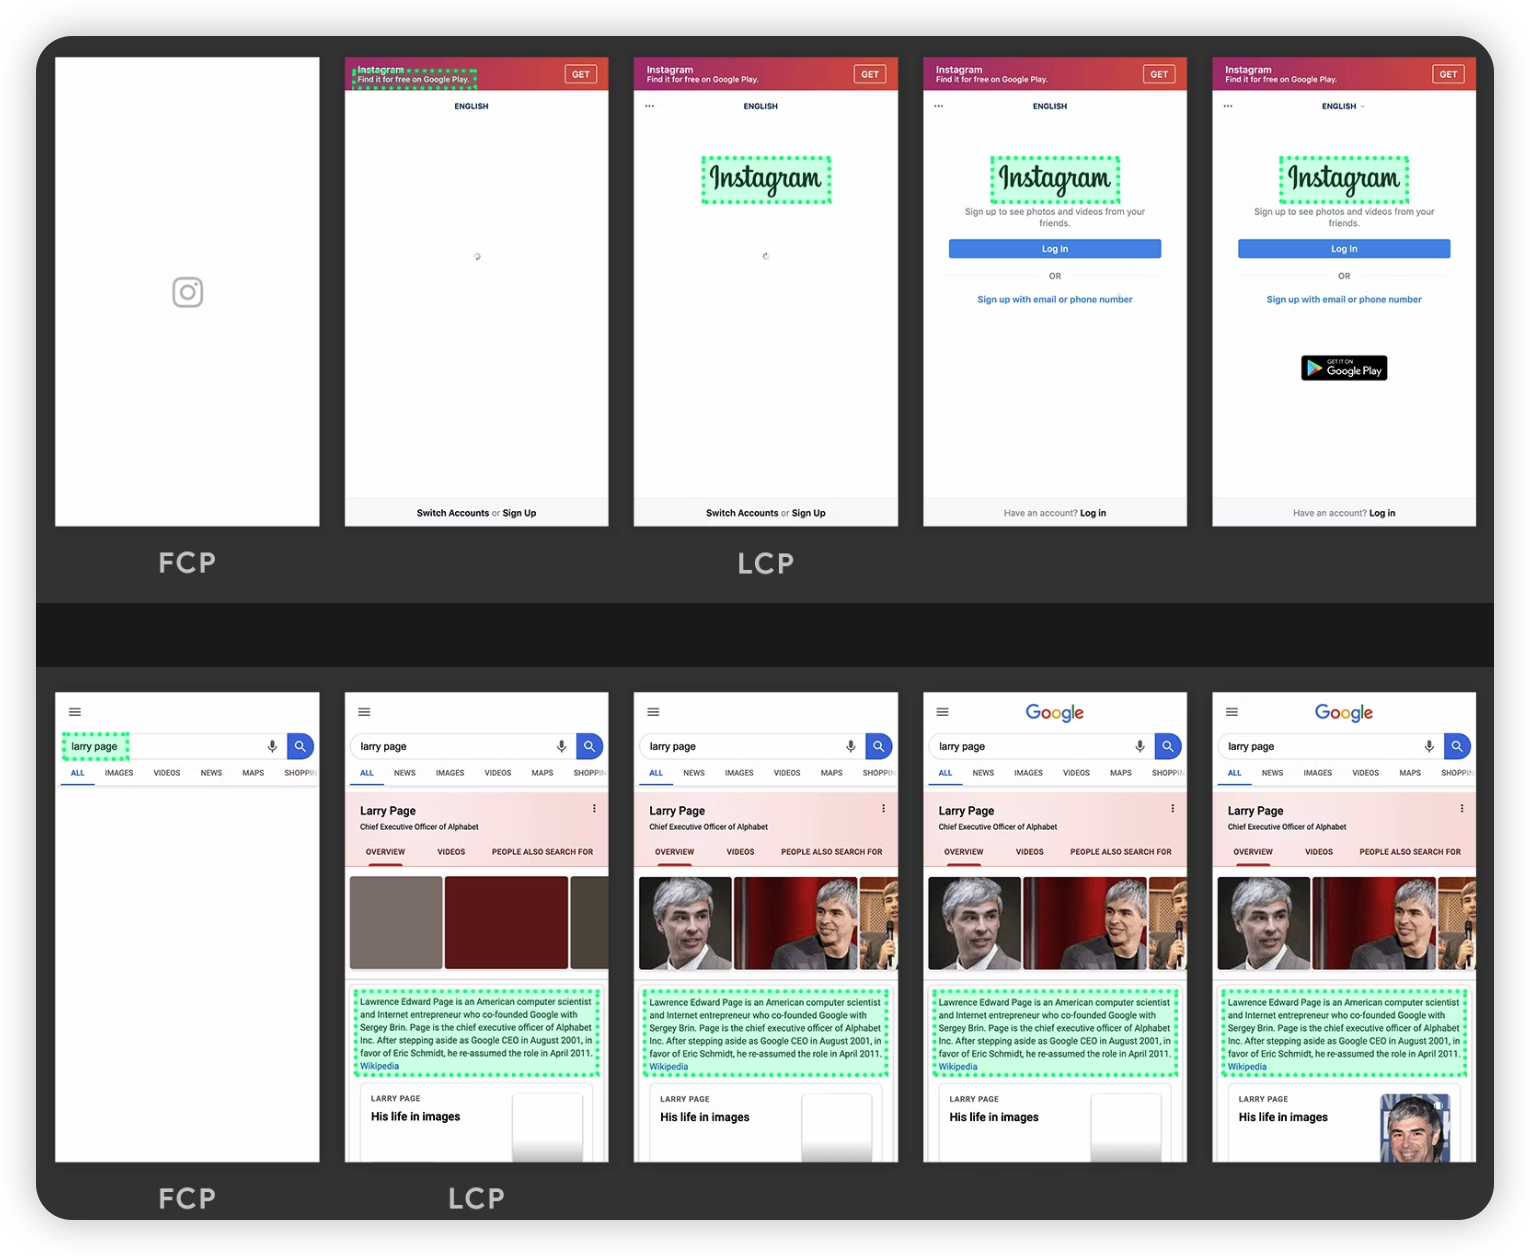 Instagram
Find it for free on Google Play.
GET
ENGLISH
Switch Accounts or Sign Up
Instagram
Find it for free on Google Play.
GET
ENGLISH
Instagram
Switch Accounts or Sign Up
Instagram
Find it for free on Google Play.
GET
ENGLISH
Instagram
Sign up to see photos and videos from your
friends.
Log In
OR
Sign up with email or phone number
Have an account? Log in
Instagram
Find it for free on Google Play.
GET
ENGLISH
Instagram
Sign up to see photos and videos from your
friends.
Log In
OR
Sign up with email or phone number
GET IT ON
Google Play
Have an account? Log in
FCP
LCP
larry page
ALL IMAGES VIDEOS NEWS MAPS SHOPPIN
larry page
ALL NEWS IMAGES VIDEOS MAPS SHOPPIN
Larry Page
Chief Executive Officer of Alphabet
OVERVIEW VIDEOS PEOPLE ALSO SEARCH FOR
Lawrence Edward Page is an American computer scientist
and Internet entrepreneur who co-founded Google with
Sergey Brin. Page is the chief executive officer of Alphabet
Inc. After stepping aside as Google CEO in August 2001, in
favor of Eric Schmidt, he re-assumed the role in April 2011.
Wikipedia
LARRY PAGE
His life in images
larry page
ALL NEWS IMAGES VIDEOS MAPS SHOPPIN
Larry Page
Chief Executive Officer of Alphabet
OVERVIEW VIDEOS PEOPLE ALSO SEARCH FOR
Lawrence Edward Page is an American computer scientist
and Internet entrepreneur who co-founded Google with
Sergey Brin. Page is the chief executive officer of Alphabet
Inc. After stepping aside as Google CEO in August 2001, in
favor of Eric Schmidt, he re-assumed the role in April 2011.
Wikipedia
LARRY PAGE
His life in images
Google
larry page
ALL NEWS IMAGES VIDEOS MAPS SHOPPIN
Larry Page
Chief Executive Officer of Alphabet
OVERVIEW VIDEOS PEOPLE ALSO SEARCH FOR
Lawrence Edward Page is an American computer scientist
and Internet entrepreneur who co-founded Google with
Sergey Brin. Page is the chief executive officer of Alphabet
Inc. After stepping aside as Google CEO in August 2001, in
favor of Eric Schmidt, he re-assumed the role in April 2011.
Wikipedia
LARRY PAGE
His life in images
Google
larry page
ALL NEWS IMAGES VIDEOS MAPS SHOPPIN
Larry Page
Chief Executive Officer of Alphabet
OVERVIEW VIDEOS PEOPLE ALSO SEARCH FOR
Lawrence Edward Page is an American computer scientist
and Internet entrepreneur who co-founded Google with
Sergey Brin. Page is the chief executive officer of Alphabet
Inc. After stepping aside as Google CEO in August 2001, in
favor of Eric Schmidt, he re-assumed the role in April 2011.
Wikipedia
LARRY PAGE
His life in images
FCP
LCP